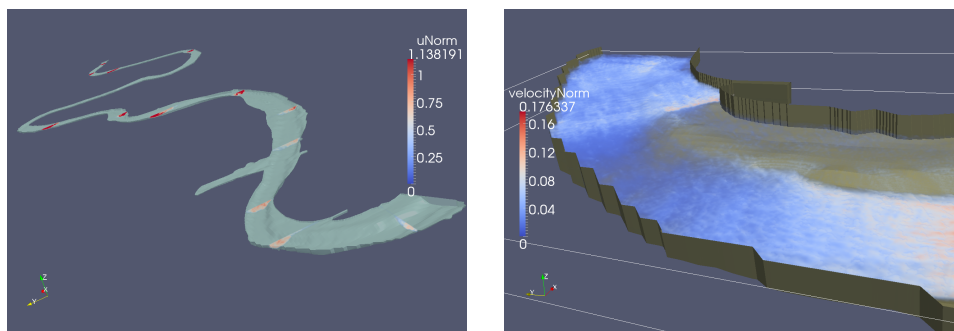 uNorm
1.138191
1
0.75
0.5
0.25
0
Z
X
Y
velocityNorm
0.176337
0.16
0.12
0.08
0.04
0
Z
X
Y